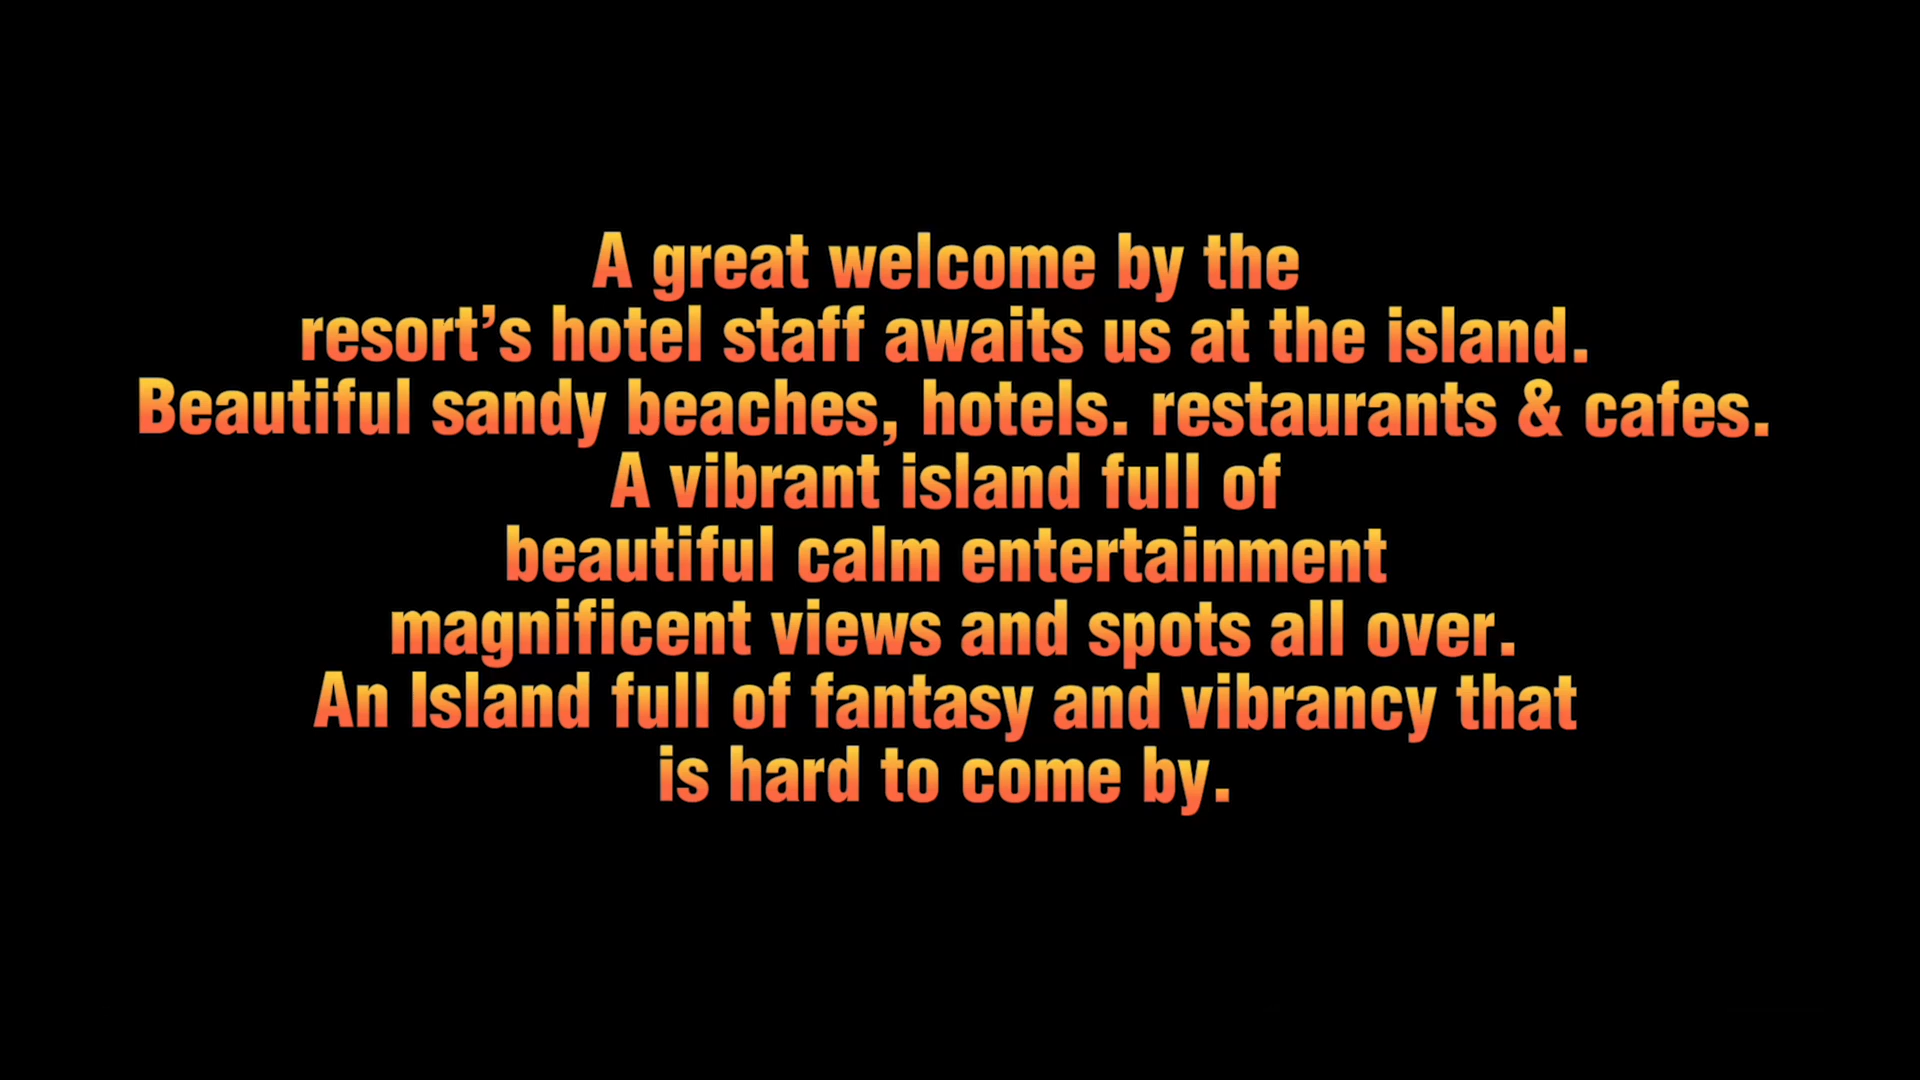 A great welcome by the
resort’s hotel staff awaits us at the island.
Beautiful sandy beaches, hotels. restaurants & cafes.
A vibrant island full of
beautiful calm entertainment
magnificent views and spots all over.
An Island full of fantasy and vibrancy that
is hard to come by.